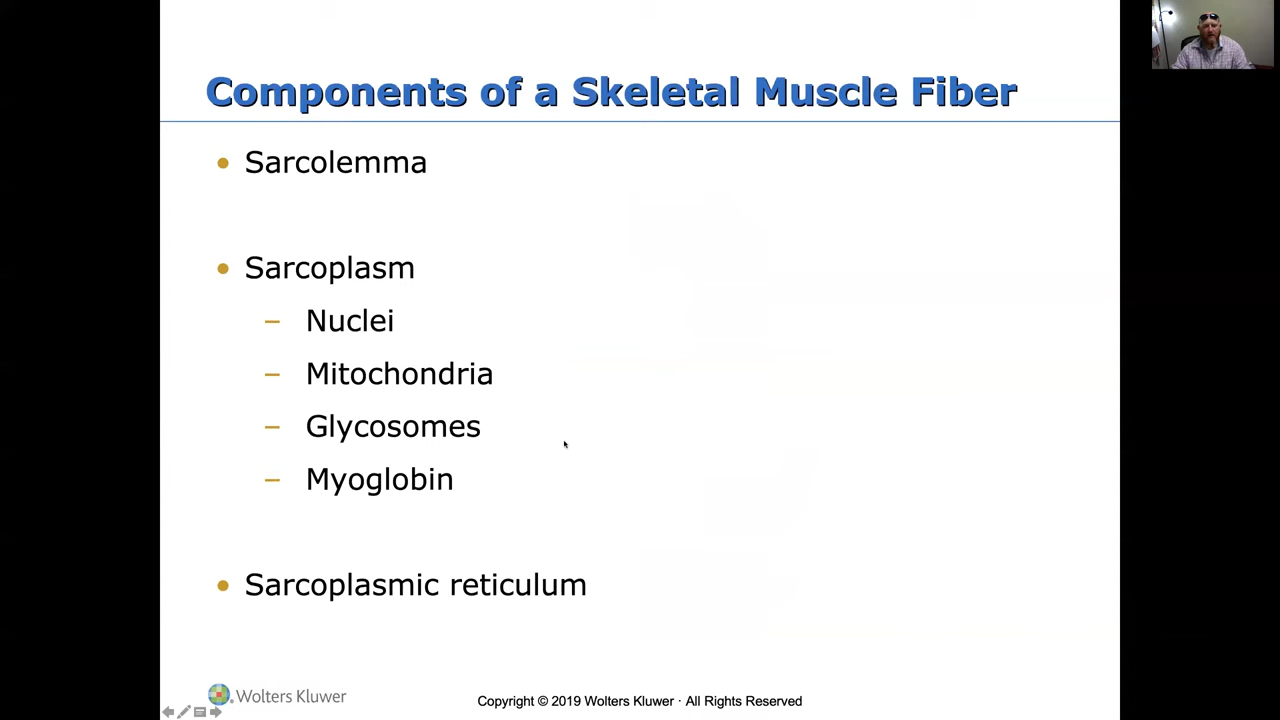 Components of a Skeletal Muscle Fiber
• Sarcolemma
• Sarcoplasm
– Nuclei
– Mitochondria
– Glycosomes
– Myoglobin
• Sarcoplasmic reticulum
Wolters Kluwer
Copyright © 2019 Wolters Kluwer · All Rights Reserved